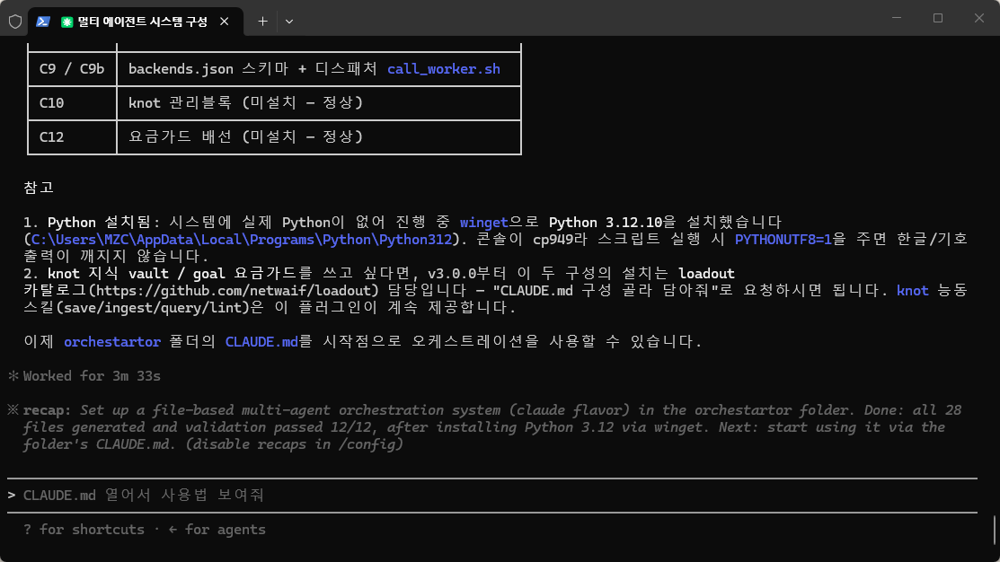 멀티 에이전트 시스템 구성
C9 / C9b backends.json 스키마 + 디스패처 call_worker.sh
C10 knot 관리블록 (미설치 — 정상)
C12 요금가드 배선 (미설치 — 정상)
참고
1. Python 설치됨: 시스템에 실제 Python이 없어 진행 중 winget으로 Python 3.12.10을 설치했습니다
(C:\Users\MZC\AppData\Local\Programs\Python\Python312). 콘솔이 cp949라 스크립트 실행 시 PYTHONUTF8=1을 주면 한글/기호
출력이 깨지지 않습니다.
2. knot 지식 vault / goal 요금가드를 쓰고 싶다면, v3.0.0부터 이 두 구성의 설치는 loadout
카탈로그(https://github.com/netwaif/loadout) 담당입니다 — "CLAUDE.md 구성 골라 담아줘"로 요청하시면 됩니다. knot 능동
스킬(save/ingest/query/lint)은 이 플러그인이 계속 제공합니다.
이제 orchestartor 폴더의 CLAUDE.md를 시작점으로 오케스트레이션을 사용할 수 있습니다.
✻ Worked for 3m 33s
※ recap: Set up a file-based multi-agent orchestration system (claude flavor) in the orchestartor folder. Done: all 28
files generated and validation passed 12/12, after installing Python 3.12 via winget. Next: start using it via the
folder's CLAUDE.md. (disable recaps in /config)
> CLAUDE.md 열어서 사용법 보여줘
? for shortcuts · ← for agents